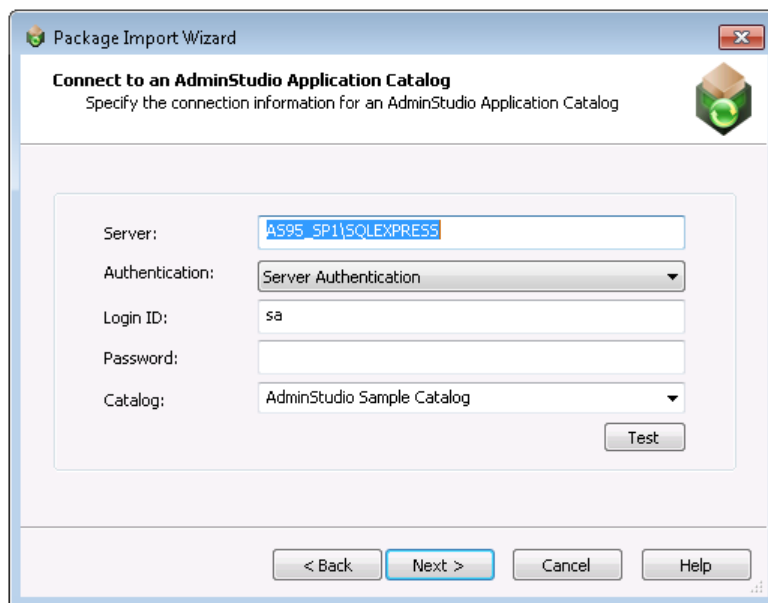 Package Import Wizard
Connect to an AdminStudio Application Catalog
Specify the connection information for an AdminStudio Application Catalog
Server: AS95_SP1\SQLEXPRESS
Authentication: Server Authentication
Login ID: sa
Password:
Catalog: AdminStudio Sample Catalog
Test
< Back Next > Cancel Help